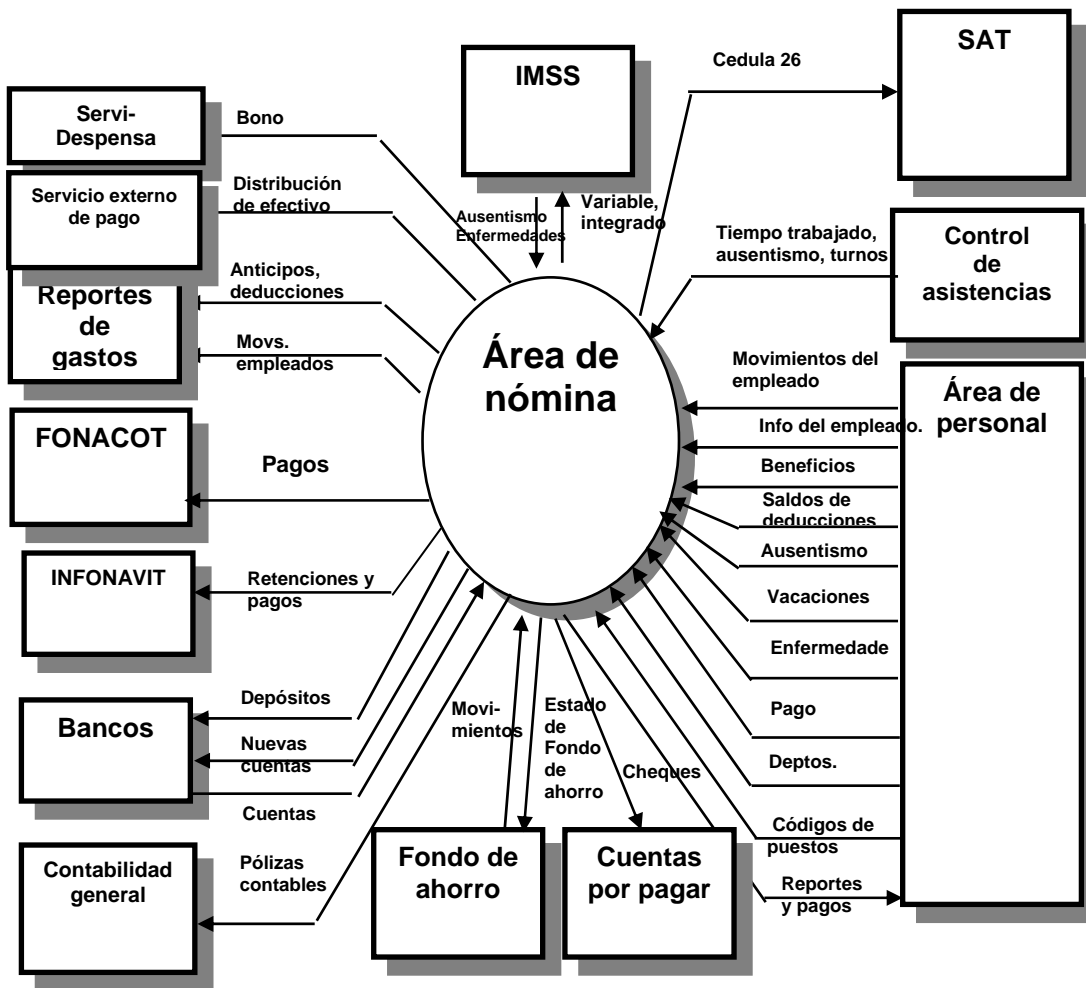 IMSS
SAT
Cedula 26
Servi-
Despensa
Bono
Servicio externo
de pago
Distribución
de efectivo
Ausentismo
Enfermedades
Variable,
integrado
Tiempo trabajado,
ausentismo, turnos
Control
de
asistencias
Reportes
de
gastos
Anticipos,
deducciones
Movs.
empleados
Área de
nómina
Movimientos del
empleado
Info del empleado.
Beneficios
Saldos de
deducciones
Ausentismo
Vacaciones
Enfermedade
Pago
Deptos.
Códigos de
puestos
Reportes
y pagos
Área de
personal
FONACOT
Pagos
INFONAVIT
Retenciones y
pagos
Bancos
Depósitos
Nuevas
cuentas
Cuentas
Contabilidad
general
Pólizas
contables
Movi-
mientos
Estado
de
Fondo
de
ahorro
Cheques
Fondo de
ahorro
Cuentas
por pagar